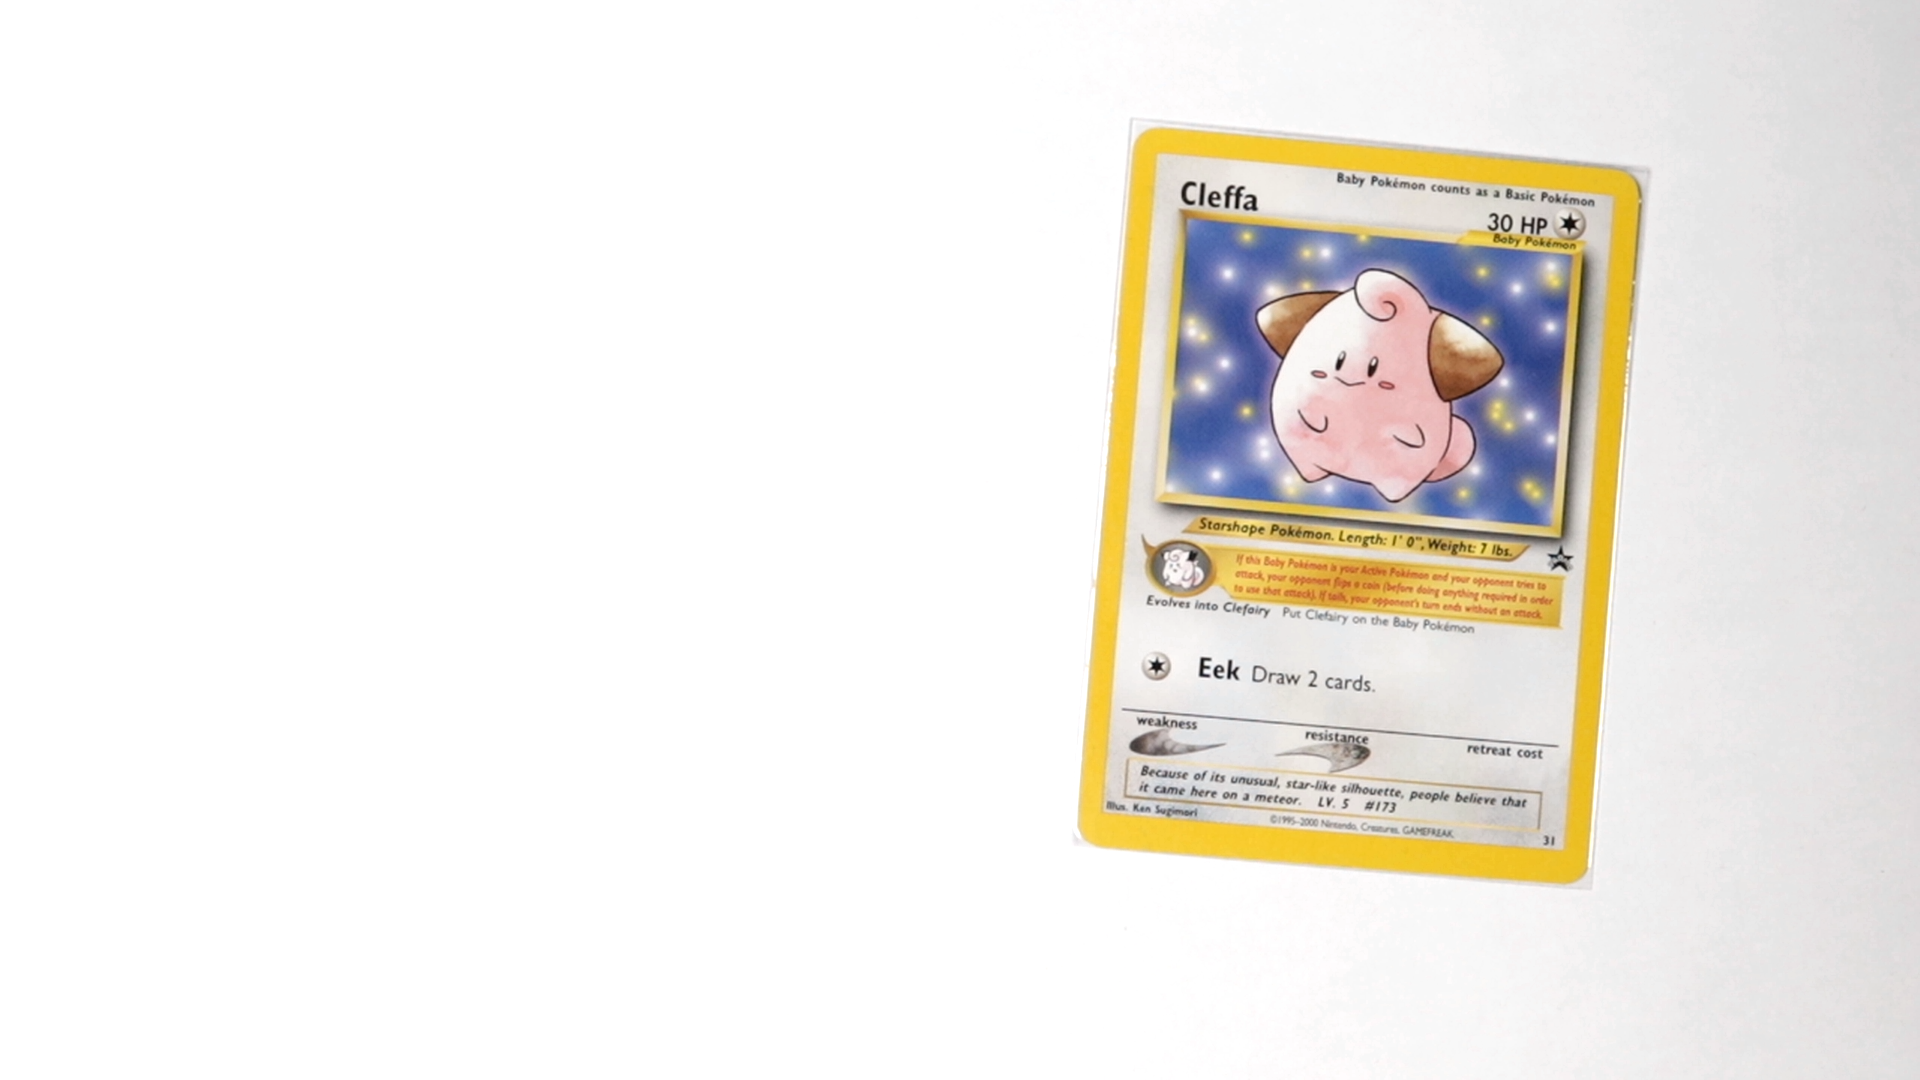 Baby Pokémon counts as a Basic Pokémon
Cleffa
30 HP
Baby Pokémon
Starshape Pokémon. Length: 1' 0", Weight: 7 lbs.
If this Baby Pokémon is your Active Pokémon and your opponent tries to
attack, your opponent flips a coin (before doing anything required in order
to use that attack). If tails, your opponent's turn ends without an attack.
Evolves into Clefairy Put Clefairy on the Baby Pokémon
Eek Draw 2 cards.
weakness
resistance
retreat cost
Because of its unusual, star-like silhouette, people believe that
it came here on a meteor. LV. 5 #173
Illus. Ken Sugimori
©1995-2000 Nintendo, Creatures, GAMEFREAK.
31